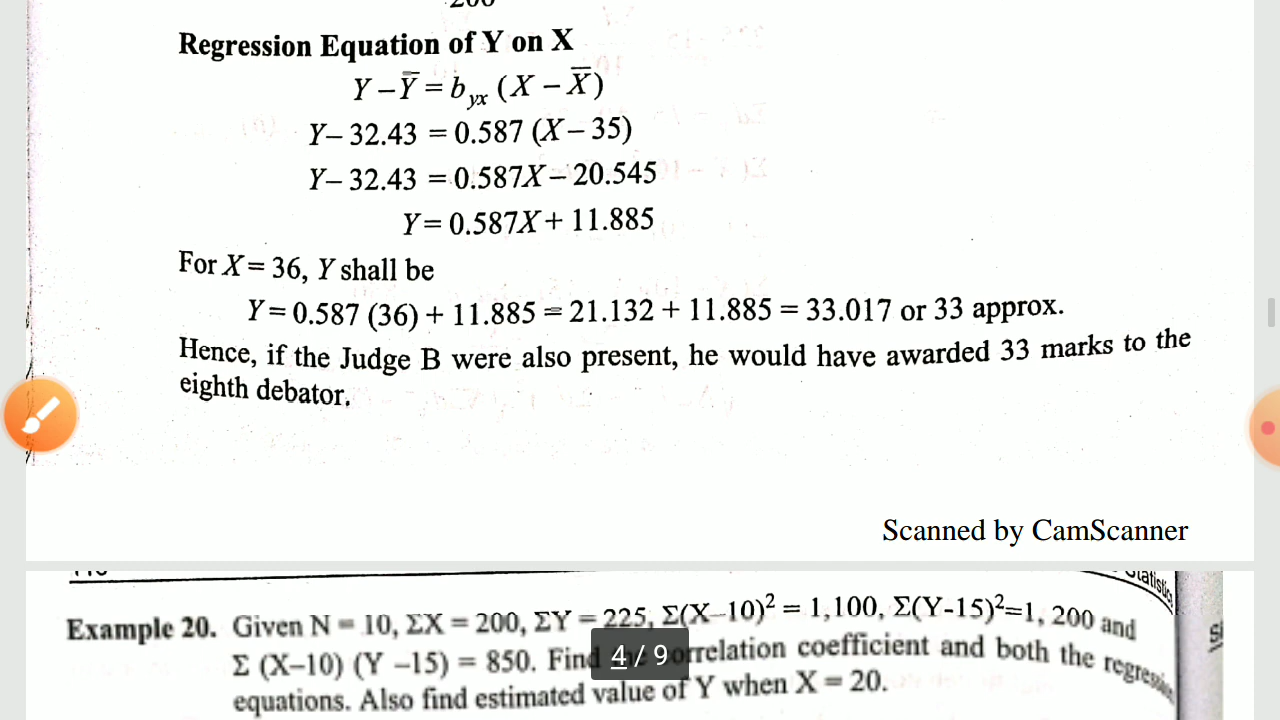 Regression Equation of Y on X
Y – Ȳ = b_yx (X – X̄)
Y– 32.43 = 0.587 (X– 35)
Y– 32.43 = 0.587X– 20.545
Y= 0.587X+ 11.885
For X= 36, Y shall be
Y= 0.587 (36) + 11.885 = 21.132 + 11.885 = 33.017 or 33 approx.
Hence, if the Judge B were also present, he would have awarded 33 marks to the
eighth debator.
Scanned by CamScanner
Example 20. Given N = 10, ΣX = 200, ΣY = 225, Σ(X–10)² = 1,100, Σ(Y-15)²=1, 200 and
Σ (X–10) (Y –15) = 850. Find correlation coefficient and both the
equations. Also find estimated value of Y when X = 20.
4 / 9